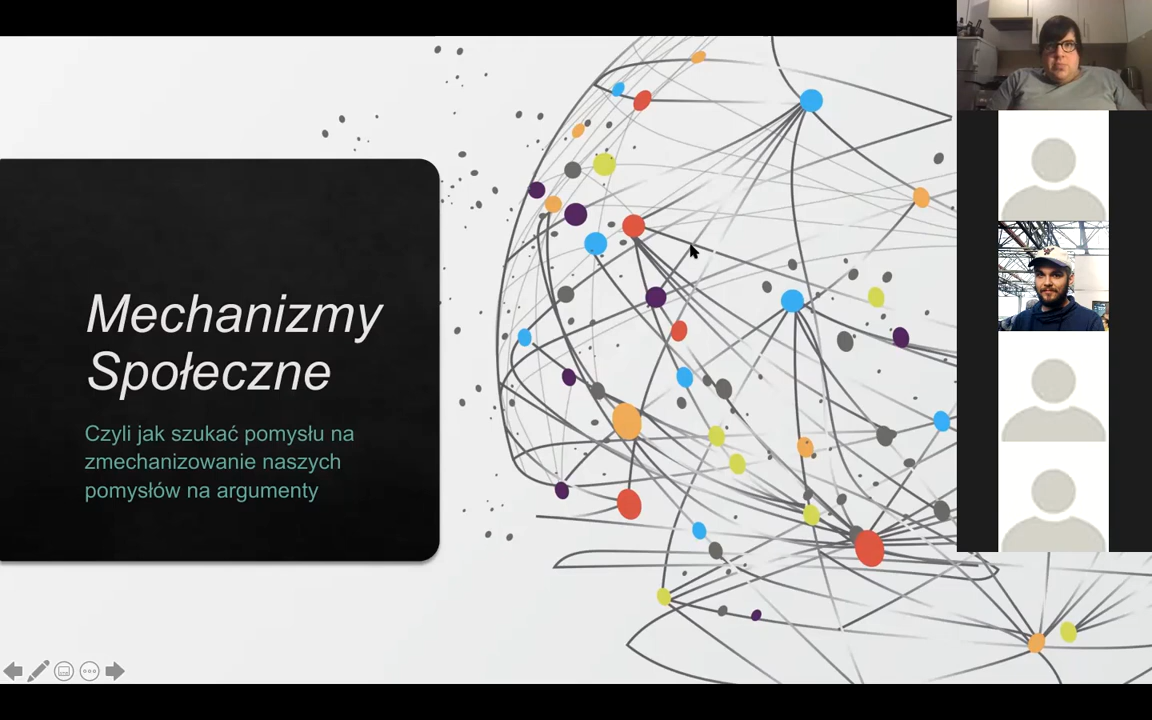 Mechanizmy
Społeczne
Czyli jak szukać pomysłu na
zmechanizowanie naszych
pomysłów na argumenty